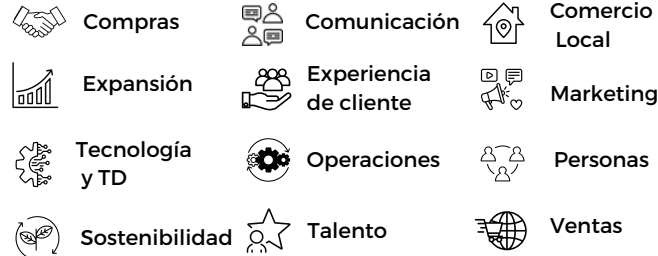 Compras
Comunicación
Comercio
Local
Expansión
Experiencia
de cliente
Marketing
Tecnología
y TD
Operaciones
Personas
Sostenibilidad
Talento
Ventas